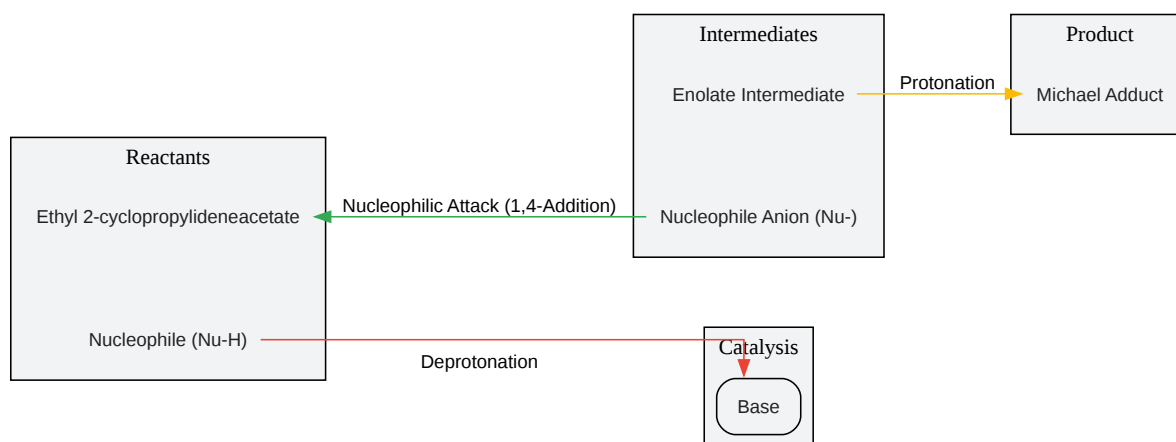 Intermediates
Product
Enolate Intermediate
Protonation
Michael Adduct
Reactants
Ethyl 2-cyclopropylideneacetate
Nucleophilic Attack (1,4-Addition)
Nucleophile Anion (Nu-)
Nucleophile (Nu-H)
Deprotonation
Catalysis
Base